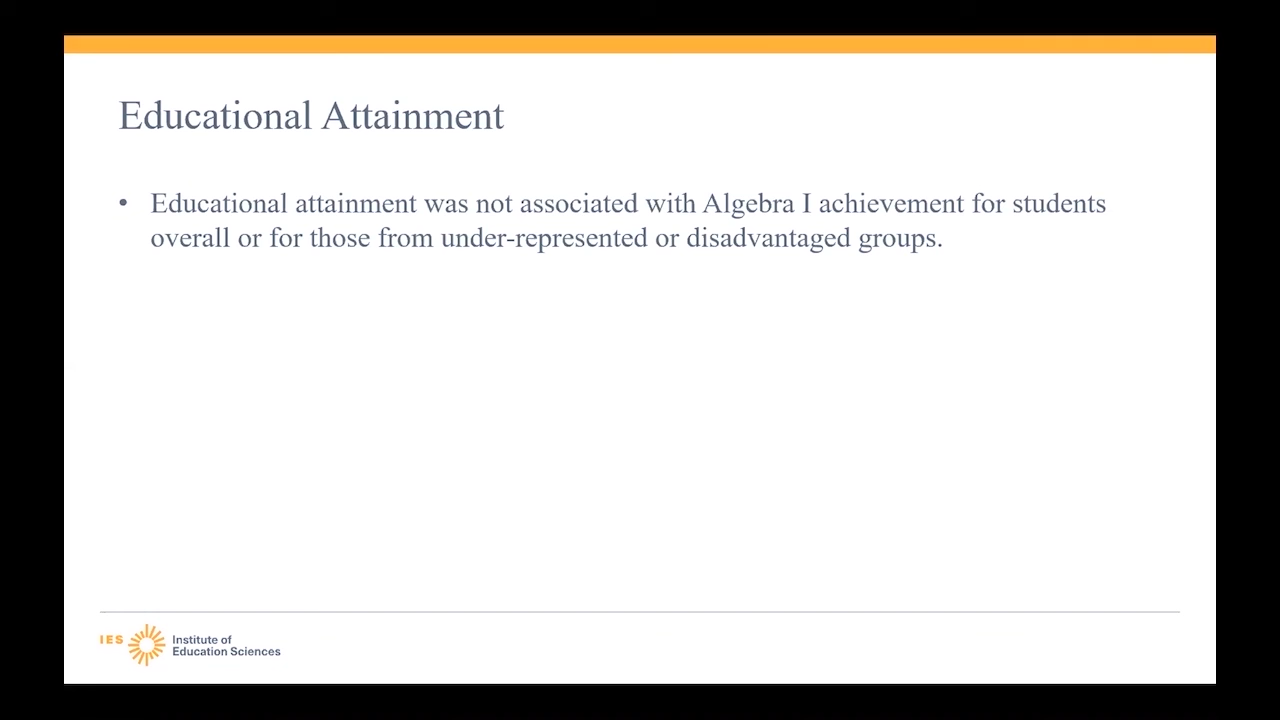 Educational Attainment
• Educational attainment was not associated with Algebra I achievement for students
overall or for those from under-represented or disadvantaged groups.
IES
Institute of
Education Sciences